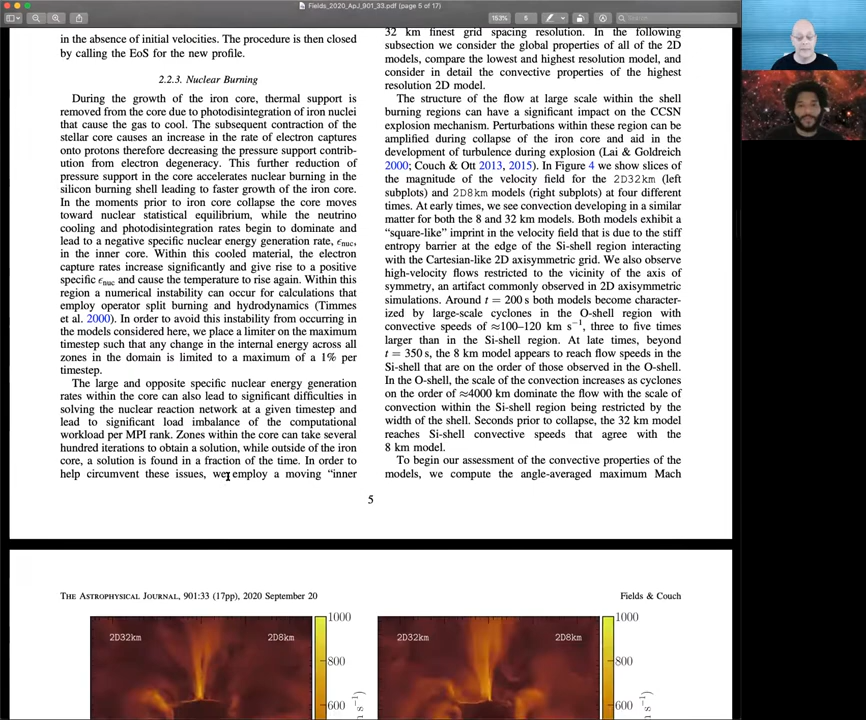 Fields_2020_ApJ_901_33.pdf (page 5 of 17)
153%
5
Search
in the absence of initial velocities. The procedure is then closed
by calling the EoS for the new profile.
2.2.3. Nuclear Burning
During the growth of the iron core, thermal support is
removed from the core due to photodisintegration of iron nuclei
that cause the gas to cool. The subsequent contraction of the
stellar core causes an increase in the rate of electron captures
onto protons therefore decreasing the pressure support contrib-
ution from electron degeneracy. This further reduction of
pressure support in the core accelerates nuclear burning in the
silicon burning shell leading to faster growth of the iron core.
In the moments prior to iron core collapse the core moves
toward nuclear statistical equilibrium, while the neutrino
cooling and photodisintegration rates begin to dominate and
lead to a negative specific nuclear energy generation rate, ϵnuc,
in the inner core. Within this cooled material, the electron
capture rates increase significantly and give rise to a positive
specific ϵnuc and cause the temperature to rise again. Within this
region a numerical instability can occur for calculations that
employ operator split burning and hydrodynamics (Timmes
et al. 2000). In order to avoid this instability from occurring in
the models considered here, we place a limiter on the maximum
timestep such that any change in the internal energy across all
zones in the domain is limited to a maximum of a 1% per
timestep.
The large and opposite specific nuclear energy generation
rates within the core can also lead to significant difficulties in
solving the nuclear reaction network at a given timestep and
lead to significant load imbalance of the computational
workload per MPI rank. Zones within the core can take several
hundred iterations to obtain a solution, while outside of the iron
core, a solution is found in a fraction of the time. In order to
help circumvent these issues, we employ a moving “inner
32 km finest grid spacing resolution. In the following
subsection we consider the global properties of all of the 2D
models, compare the lowest and highest resolution model, and
consider in detail the convective properties of the highest
resolution 2D model.
The structure of the flow at large scale within the shell
burning regions can have a significant impact on the CCSN
explosion mechanism. Perturbations within these region can be
amplified during collapse of the iron core and aid in the
development of turbulence during explosion (Lai & Goldreich
2000; Couch & Ott 2013, 2015). In Figure 4 we show slices of
the magnitude of the velocity field for the 2D32km (left
subplots) and 2D8km models (right subplots) at four different
times. At early times, we see convection developing in a similar
matter for both the 8 and 32 km models. Both models exhibit a
“square-like” imprint in the velocity field that is due to the stiff
entropy barrier at the edge of the Si-shell region interacting
with the Cartesian-like 2D axisymmetric grid. We also observe
high-velocity flows restricted to the vicinity of the axis of
symmetry, an artifact commonly observed in 2D axisymmetric
simulations. Around t = 200 s both models become character-
ized by large-scale cyclones in the O-shell region with
convective speeds of ≈100–120 km s−1, three to five times
larger than in the Si-shell region. At late times, beyond
t = 350 s, the 8 km model appears to reach flow speeds in the
Si-shell that are on the order of those observed in the O-shell.
In the O-shell, the scale of the convection increases as cyclones
on the order of ≈4000 km dominate the flow with the scale of
convection within the Si-shell region being restricted by the
width of the shell. Seconds prior to collapse, the 32 km model
reaches Si-shell convective speeds that agree with the
8 km model.
To begin our assessment of the convective properties of the
models, we compute the angle-averaged maximum Mach
5
THE ASTROPHYSICAL JOURNAL, 901:33 (17pp), 2020 September 20
Fields & Couch
2D32km
2D8km
1000
800
600
2D32km
2D8km
1000
800
600